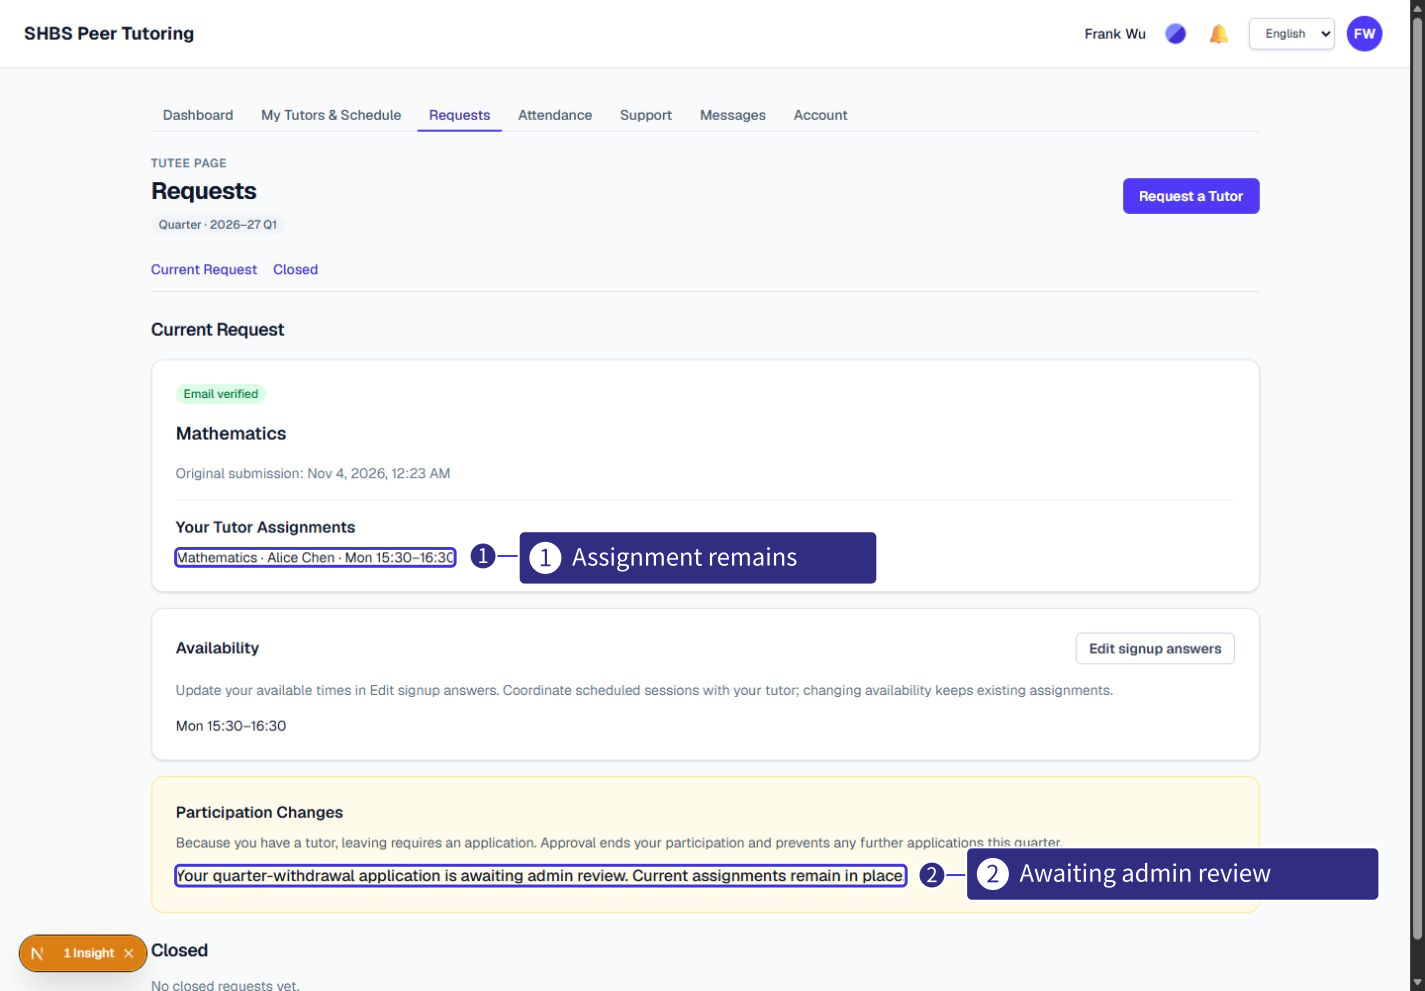 SHBS Peer Tutoring
Frank Wu
English
FW
Dashboard
My Tutors & Schedule
Requests
Attendance
Support
Messages
Account
TUTEE PAGE
Requests
Request a Tutor
Quarter · 2026–27 Q1
Current Request
Closed
Current Request
Email verified
Mathematics
Original submission: Nov 4, 2026, 12:23 AM
Your Tutor Assignments
Mathematics · Alice Chen · Mon 15:30–16:30
1
1 Assignment remains
Availability
Edit signup answers
Update your available times in Edit signup answers. Coordinate scheduled sessions with your tutor; changing availability keeps existing assignments.
Mon 15:30–16:30
Participation Changes
Because you have a tutor, leaving requires an application. Approval ends your participation and prevents any further applications this quarter.
Your quarter-withdrawal application is awaiting admin review. Current assignments remain in place.
2
2 Awaiting admin review
N 1 Insight ×
Closed
No closed requests yet.